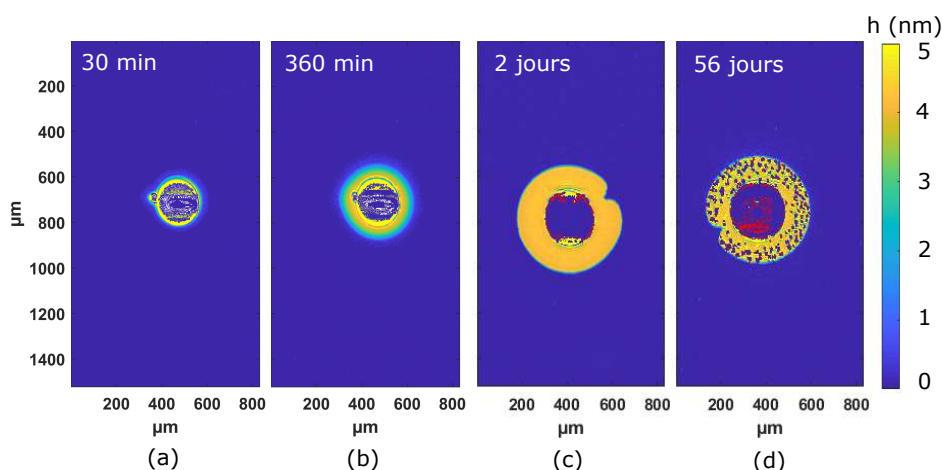 h (nm)
30 min
360 min
2 jours
56 jours
5
4
3
2
1
0
200
400
600
800
1000
1200
1400
µm
200 400 600 800
200 400 600 800
200 400 600 800
200 400 600 800
µm
µm
µm
µm
(a)
(b)
(c)
(d)